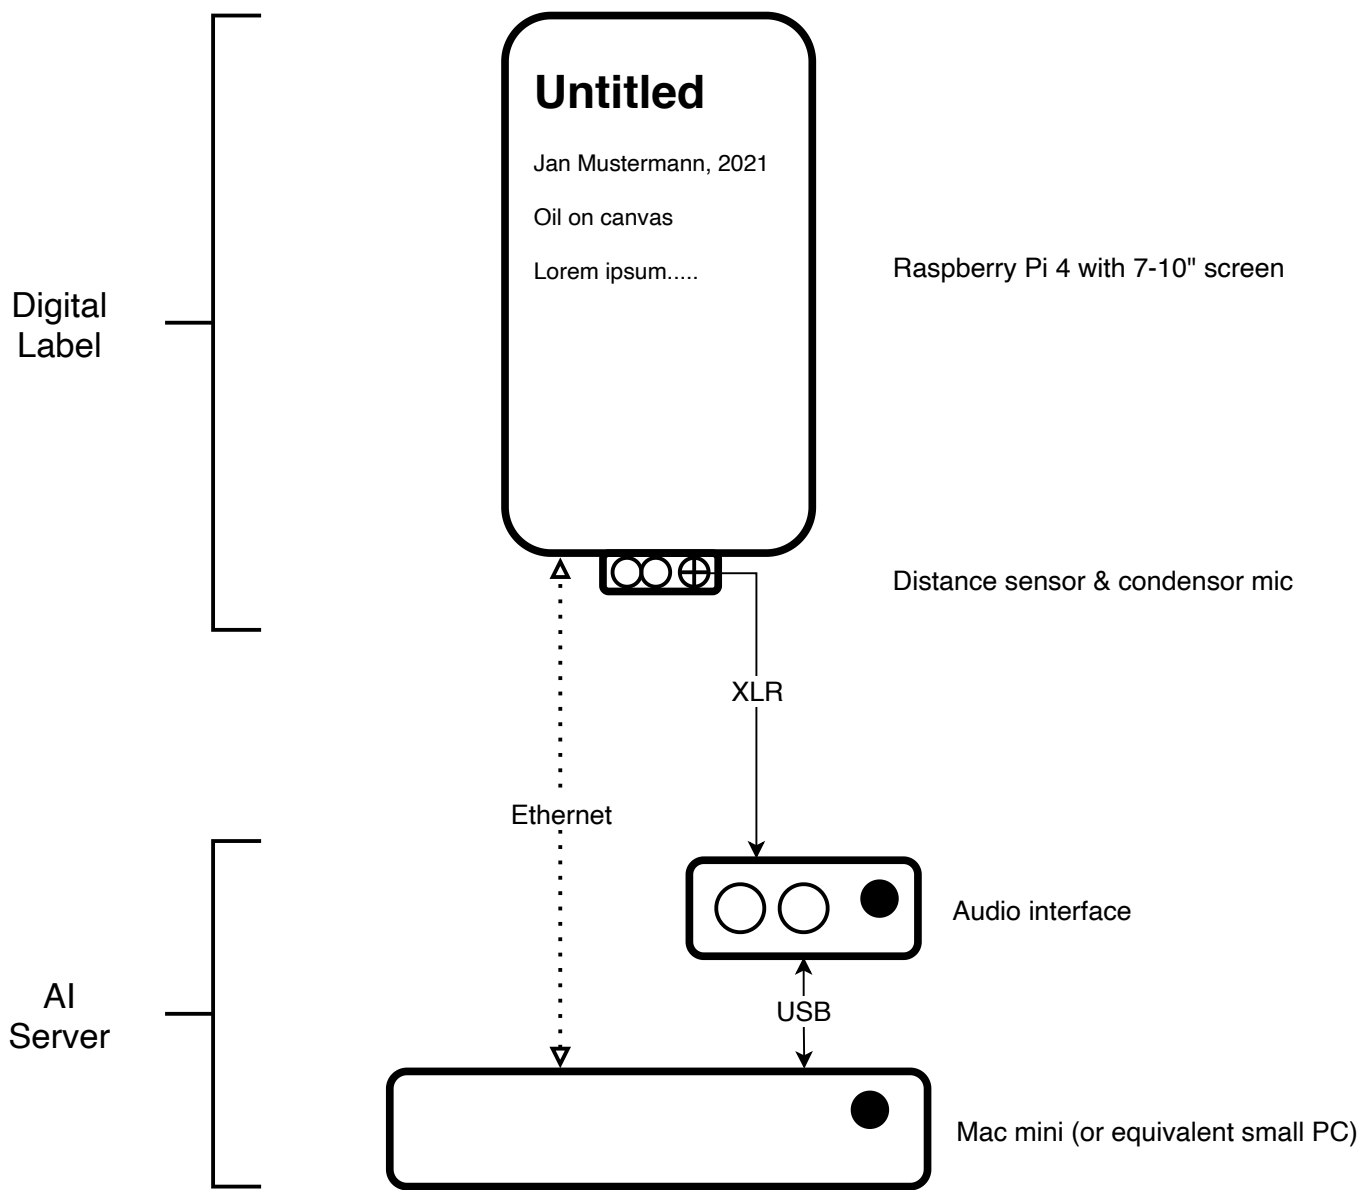 Untitled
Jan Mustermann, 2021
Oil on canvas
Lorem ipsum.....
Raspberry Pi 4 with 7-10" screen
Digital
Label
Distance sensor & condensor mic
XLR
Ethernet
Audio interface
AI
Server
USB
Mac mini (or equivalent small PC)